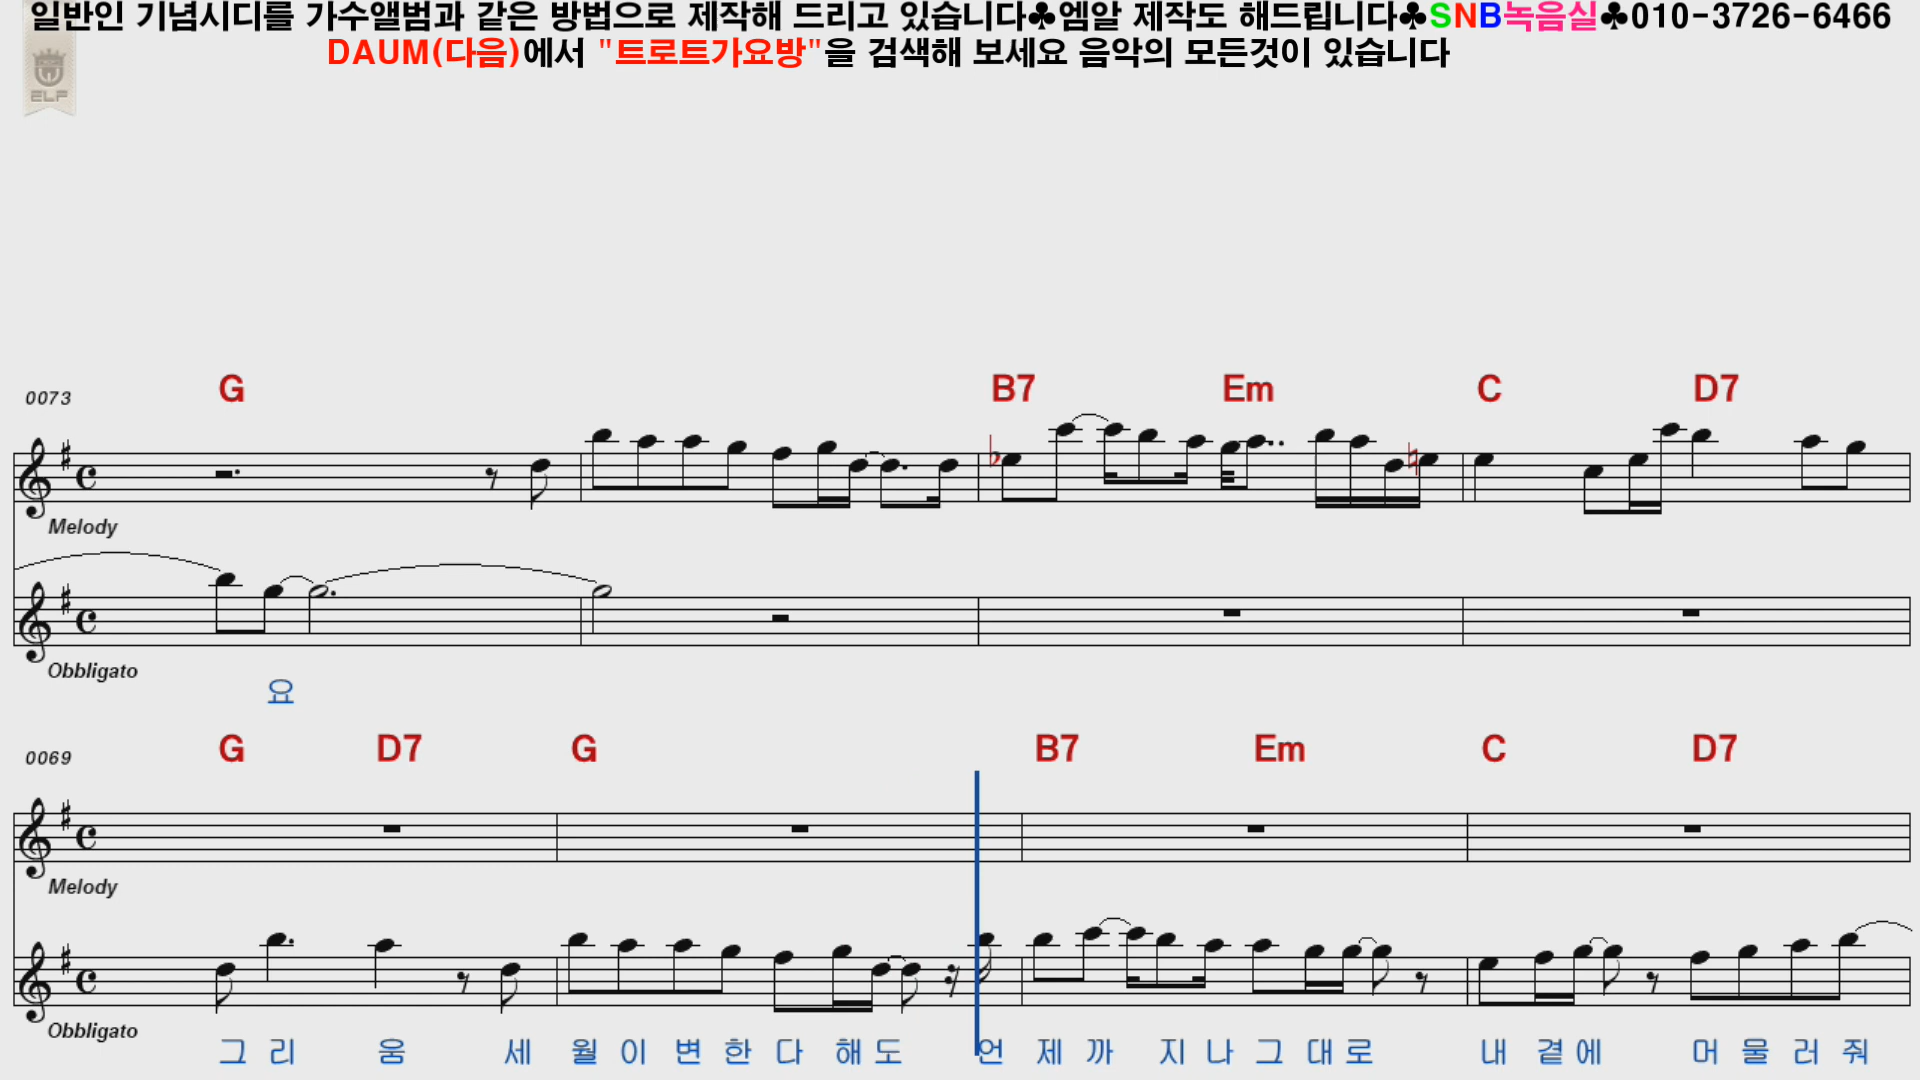 일반인 기념시디를 가수앨범과 같은 방법으로 제작해 드리고 있습니다♣엠알 제작도 해드립니다♣SNB녹음실♣010-3726-6466
DAUM(다음)에서 "트로트가요방"을 검색해 보세요 음악의 모든것이 있습니다
ELF
0073 G B7 Em C D7
Melody
Obbligato
요
0069 G D7 G B7 Em C D7
Melody
Obbligato
그 리 움 세 월 이 변 한 다 해 도 언 제 까 지 나 그 대 로 내 곁 에 머 물 러 줘